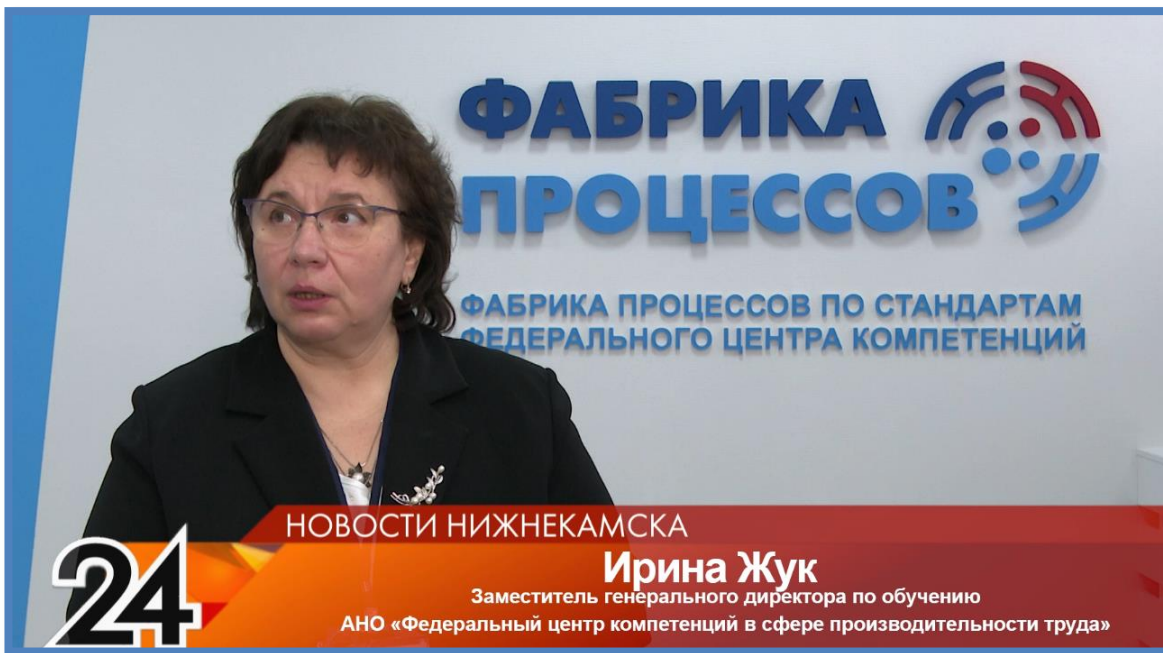 ФАБРИКА
ПРОЦЕССОВ
ФАБРИКА ПРОЦЕССОВ ПО СТАНДАРТАМ
ФЕДЕРАЛЬНОГО ЦЕНТРА КОМПЕТЕНЦИЙ
НОВОСТИ НИЖНЕКАМСКА
24
Ирина Жук
Заместитель генерального директора по обучению
АНО «Федеральный центр компетенций в сфере производительности труда»